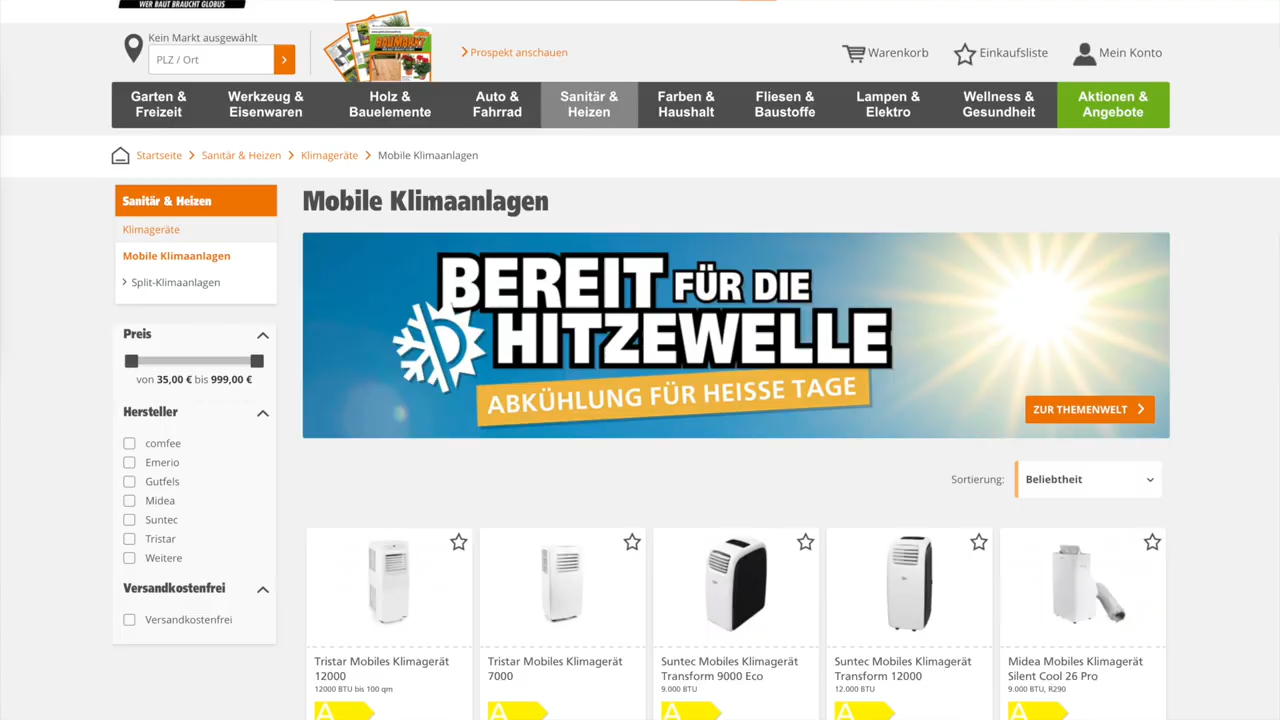 WER BAUT BRAUCHT GLOBUS
Kein Markt ausgewählt
PLZ / Ort
BAUMARKT
Prospekt anschauen
Warenkorb
Einkaufsliste
Mein Konto
Garten &
Freizeit
Werkzeug &
Eisenwaren
Holz &
Bauelemente
Auto &
Fahrrad
Sanitär &
Heizen
Farben &
Haushalt
Fliesen &
Baustoffe
Lampen &
Elektro
Wellness &
Gesundheit
Aktionen &
Angebote
Startseite > Sanitär & Heizen > Klimageräte > Mobile Klimaanlagen
Sanitär & Heizen
Klimageräte
Mobile Klimaanlagen
> Split-Klimaanlagen
Preis
von 35,00 € bis 999,00 €
Hersteller
comfee
Emerio
Gutfels
Midea
Suntec
Tristar
Weitere
Versandkostenfrei
Versandkostenfrei
Mobile Klimaanlagen
BEREIT FÜR DIE
HITZEWELLE
ABKÜHLUNG FÜR HEISSE TAGE
ZUR THEMENWELT
Sortierung:
Beliebtheit
Tristar Mobiles Klimagerät
12000
12000 BTU bis 100 qm
A
Tristar Mobiles Klimagerät
7000
A
Suntec Mobiles Klimagerät
Transform 9000 Eco
9.000 BTU
A
Suntec Mobiles Klimagerät
Transform 12000
12.000 BTU
A
Midea Mobiles Klimagerät
Silent Cool 26 Pro
9.000 BTU, R290
A